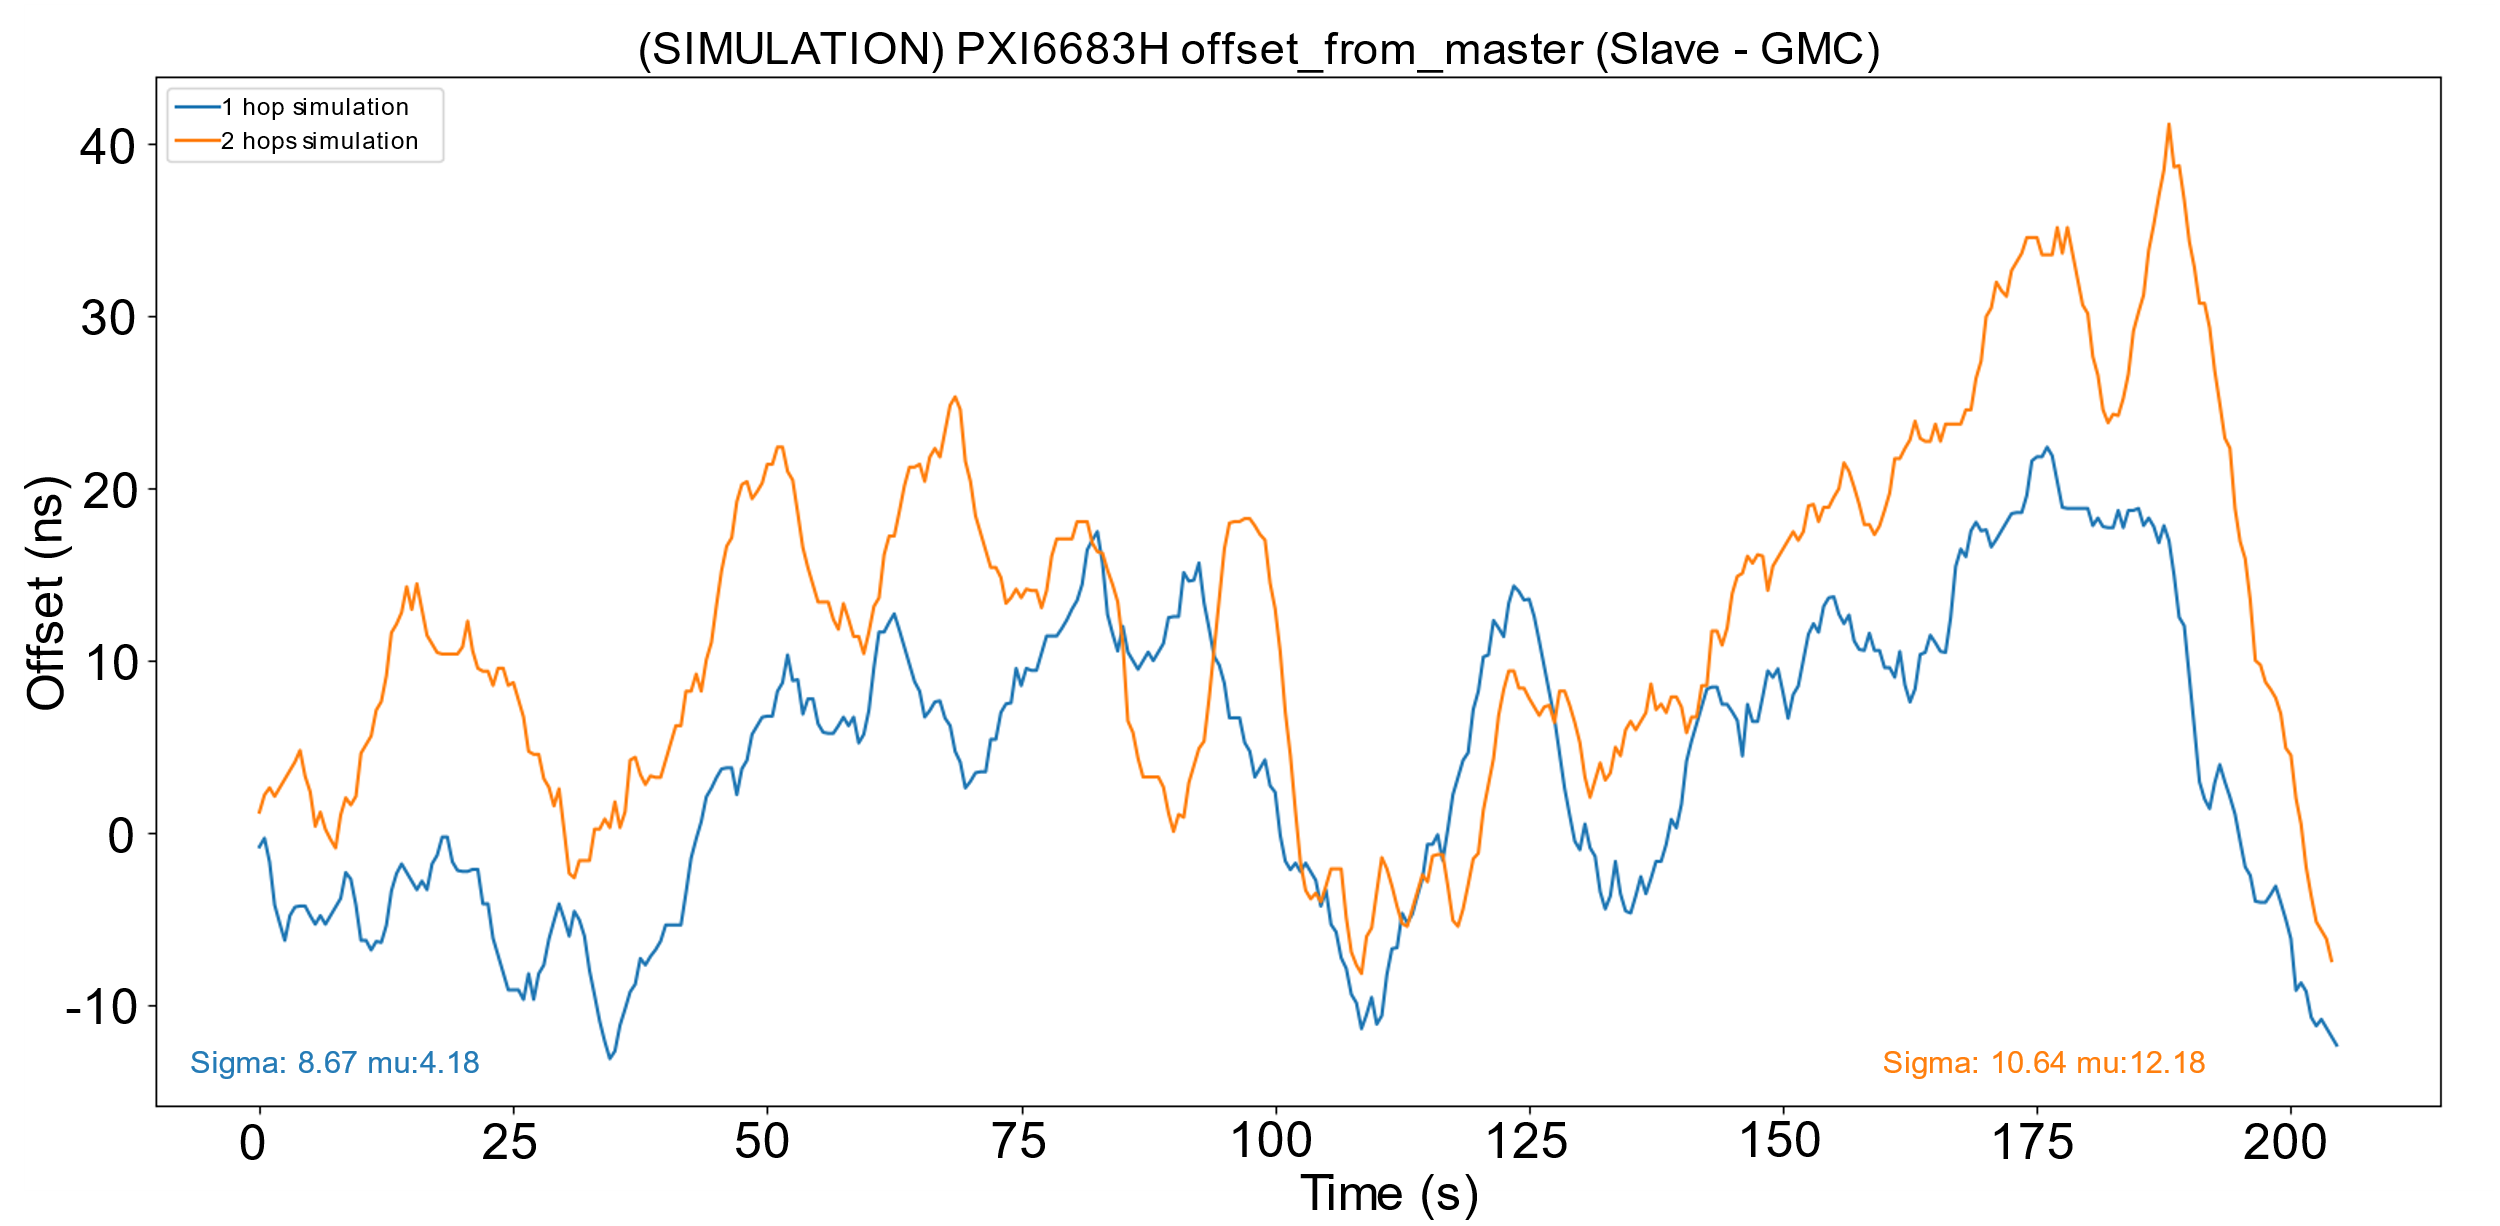 (SIMULATION) PXI6683H offset_from_master (Slave - GMC)
1 hop simulation
2 hops simulation
40
30
20
10
0
-10
Offset (ns)
Sigma: 8.67 mu:4.18
Sigma: 10.64 mu:12.18
0 25 50 75 100 125 150 175 200
Time (s)